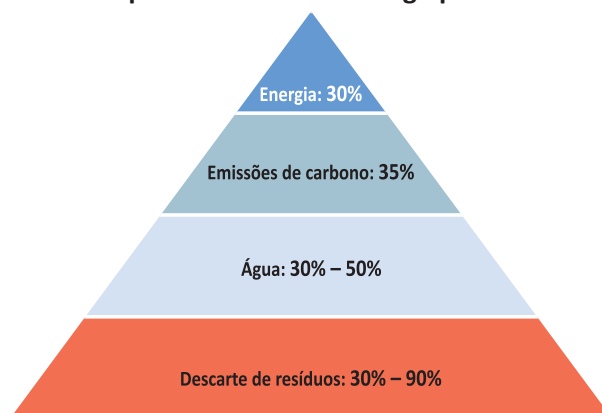 Energia: 30%
Emissões de carbono: 35%
Água: 30% – 50%
Descarte de resíduos: 30% – 90%